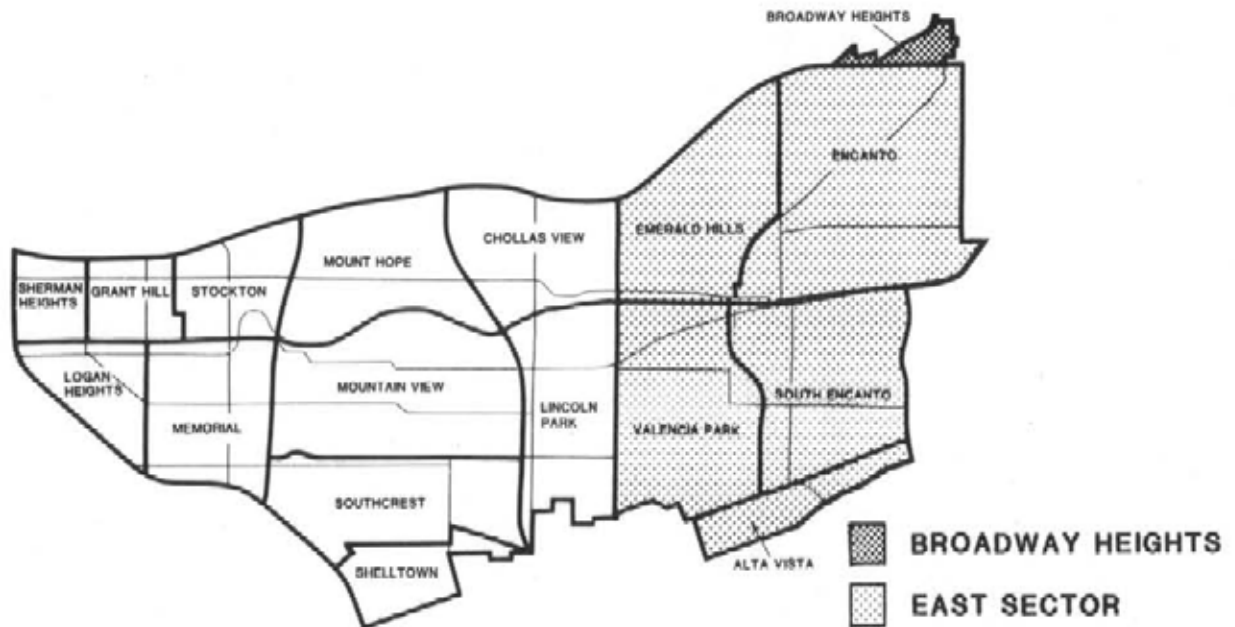 BROADWAY HEIGHTS
ENCANTO
EMERALD HILLS
CHOLLAS VIEW
MOUNT HOPE
SHERMAN
HEIGHTS
GRANT HILL
STOCKTON
LOGAN
HEIGHTS
MOUNTAIN VIEW
LINCOLN
PARK
SOUTH ENCANTO
MEMORIAL
VALENCIA PARK
SOUTHCREST
SHELLTOWN
ALTA VISTA
BROADWAY HEIGHTS
EAST SECTOR